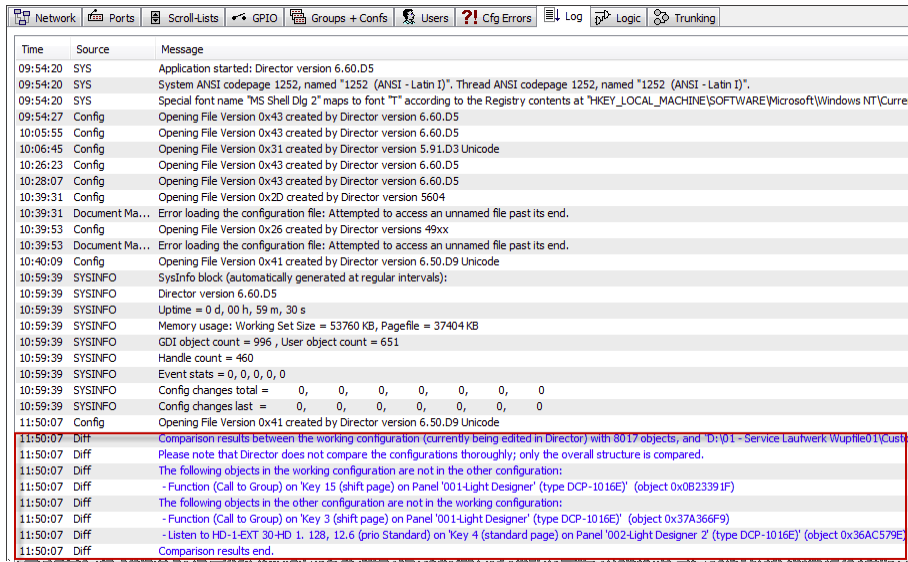 Network Ports Scroll-Lists GPIO Groups + Confs Users ?! Cfg Errors Log Logic Trunking
Time Source Message
09:54:20 SYS Application started: Director version 6.60.D5
09:54:20 SYS System ANSI codepage 1252, named "1252 (ANSI - Latin I)". Thread ANSI codepage 1252, named "1252 (ANSI - Latin I)".
09:54:20 SYS Special font name "MS Shell Dlg 2" maps to font "T" according to the Registry contents at "HKEY_LOCAL_MACHINE\SOFTWARE\Microsoft\Windows NT\Curre
09:54:27 Config Opening File Version 0x43 created by Director version 6.60.D5
10:05:55 Config Opening File Version 0x43 created by Director version 6.60.D5
10:06:45 Config Opening File Version 0x31 created by Director version 5.91.D3 Unicode
10:26:23 Config Opening File Version 0x43 created by Director version 6.60.D5
10:28:07 Config Opening File Version 0x43 created by Director version 6.60.D5
10:39:31 Config Opening File Version 0x2D created by Director version 5604
10:39:31 Document Ma... Error loading the configuration file: Attempted to access an unnamed file past its end.
10:39:53 Config Opening File Version 0x26 created by Director versions 49xx
10:39:53 Document Ma... Error loading the configuration file: Attempted to access an unnamed file past its end.
10:40:09 Config Opening File Version 0x41 created by Director version 6.50.D9 Unicode
10:59:39 SYSINFO SysInfo block (automatically generated at regular intervals):
10:59:39 SYSINFO Director version 6.60.D5
10:59:39 SYSINFO Uptime = 0 d, 00 h, 59 m, 30 s
10:59:39 SYSINFO Memory usage: Working Set Size = 53760 KB, Pagefile = 37404 KB
10:59:39 SYSINFO GDI object count = 996 , User object count = 651
10:59:39 SYSINFO Handle count = 460
10:59:39 SYSINFO Event stats = 0, 0, 0, 0, 0
10:59:39 SYSINFO Config changes total = 0, 0, 0, 0, 0, 0, 0
10:59:39 SYSINFO Config changes last = 0, 0, 0, 0, 0, 0, 0
11:50:07 Config Opening File Version 0x41 created by Director version 6.50.D9 Unicode
11:50:07 Diff Comparison results between the working configuration (currently being edited in Director) with 8017 objects, and 'D:\01 - Service Laufwerk Wupfile01\Custo
11:50:07 Diff Please note that Director does not compare the configurations thoroughly; only the overall structure is compared.
11:50:07 Diff The following objects in the working configuration are not in the other configuration:
11:50:07 Diff - Function (Call to Group) on 'Key 15 (shift page) on Panel '001-Light Designer' (type DCP-1016E)' (object 0x0B23391F)
11:50:07 Diff The following objects in the other configuration are not in the working configuration:
11:50:07 Diff - Function (Call to Group) on 'Key 3 (shift page) on Panel '001-Light Designer' (type DCP-1016E)' (object 0x37A366F9)
11:50:07 Diff - Listen to HD-1-EXT 30-HD 1. 128, 12.6 (prio Standard) on 'Key 4 (standard page) on Panel '002-Light Designer 2' (type DCP-1016E)' (object 0x36AC579E)
11:50:07 Diff Comparison results end.